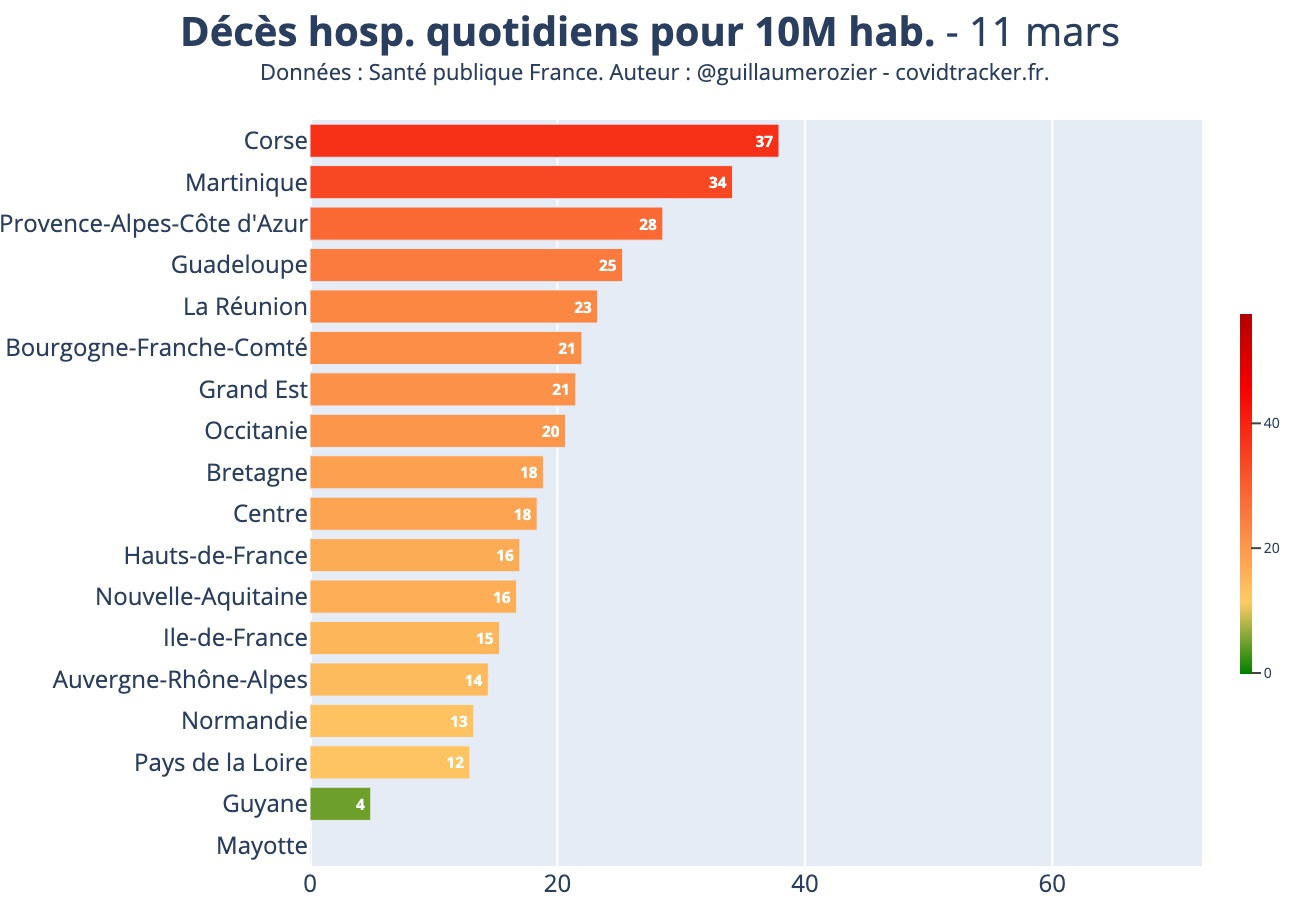 Décès hosp. quotidiens pour 10M hab. - 11 mars
Données : Santé publique France. Auteur : @guillaumerozier - covidtracker.fr.
Corse 37
Martinique 34
Provence-Alpes-Côte d'Azur 28
Guadeloupe 25
La Réunion 23
Bourgogne-Franche-Comté 21
Grand Est 21
Occitanie 20
Bretagne 18
Centre 18
Hauts-de-France 16
Nouvelle-Aquitaine 16
Ile-de-France 15
Auvergne-Rhône-Alpes 14
Normandie 13
Pays de la Loire 12
Guyane 4
Mayotte
0 20 40 60
40
20
0